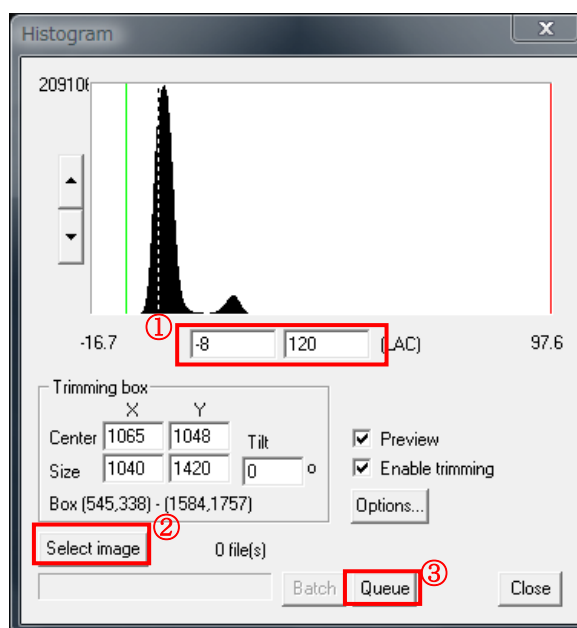 Histogram
x
209106
①
-16.7 -8 120 (LAC) 97.6
Trimming box
X Y
Center 1065 1048 Tilt
Size 1040 1420 0 o
Box (545,338) - (1584,1757)
Preview
Enable trimming
Options...
②
Select image 0 file(s)
③
Batch Queue Close